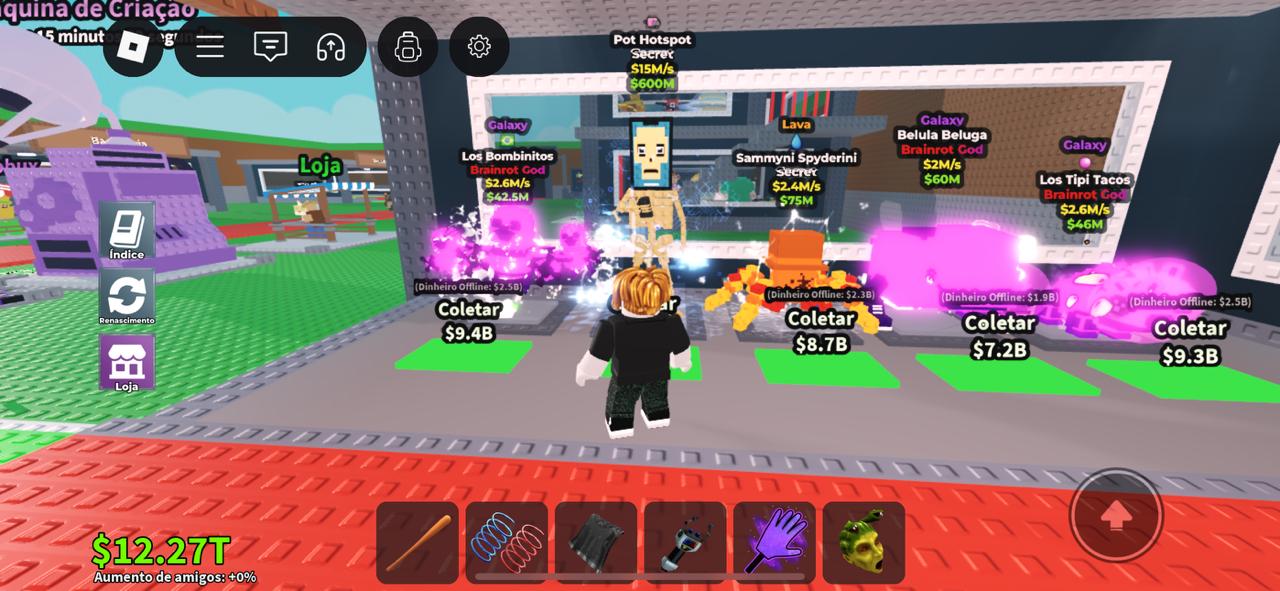 quina de Criação
15 minuto
Loja
Índice
Renascimento
Loja
Pot Hotspot
Secret
$15M/s
$600M
Galaxy
Los Bombinitos
Brainrot God
$2.6M/s
$42.5M
Lava
Sammyni Spyderini
Secret
$2.4M/s
$75M
Galaxy
Belula Beluga
Brainrot God
$2M/s
$60M
Galaxy
Los Tipi Tacos
Brainrot God
$2.6M/s
$46M
(Dinheiro Offline: $2.5B)
Coletar
$9.4B
(Dinheiro Offline: $2.3B)
Coletar
$8.7B
(Dinheiro Offline: $1.9B)
Coletar
$7.2B
(Dinheiro Offline: $2.5B)
Coletar
$9.3B
$12.27T
Aumento de amigos: +0%